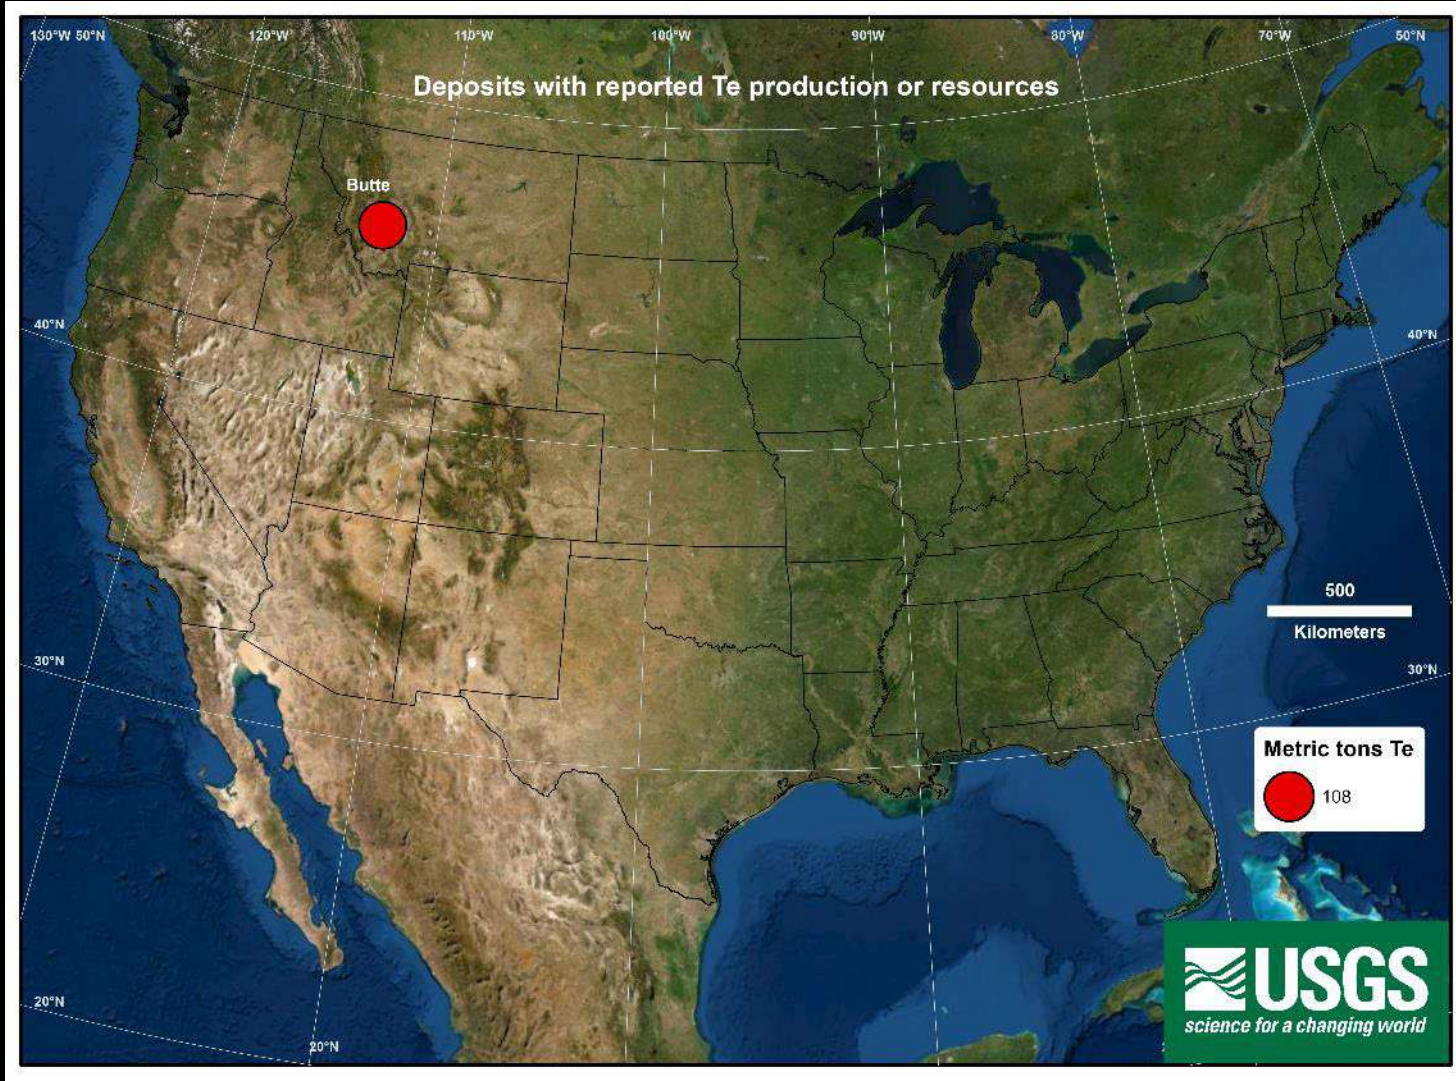 130°W 50°N
120°W
110°W
100°W
90°W
80°W
70°W
50°N
Deposits with reported Te production or resources
Butte
40°N
40°N
500
Kilometers
30°N
30°N
Metric tons Te
108
USGS
science for a changing world
20°N
20°N